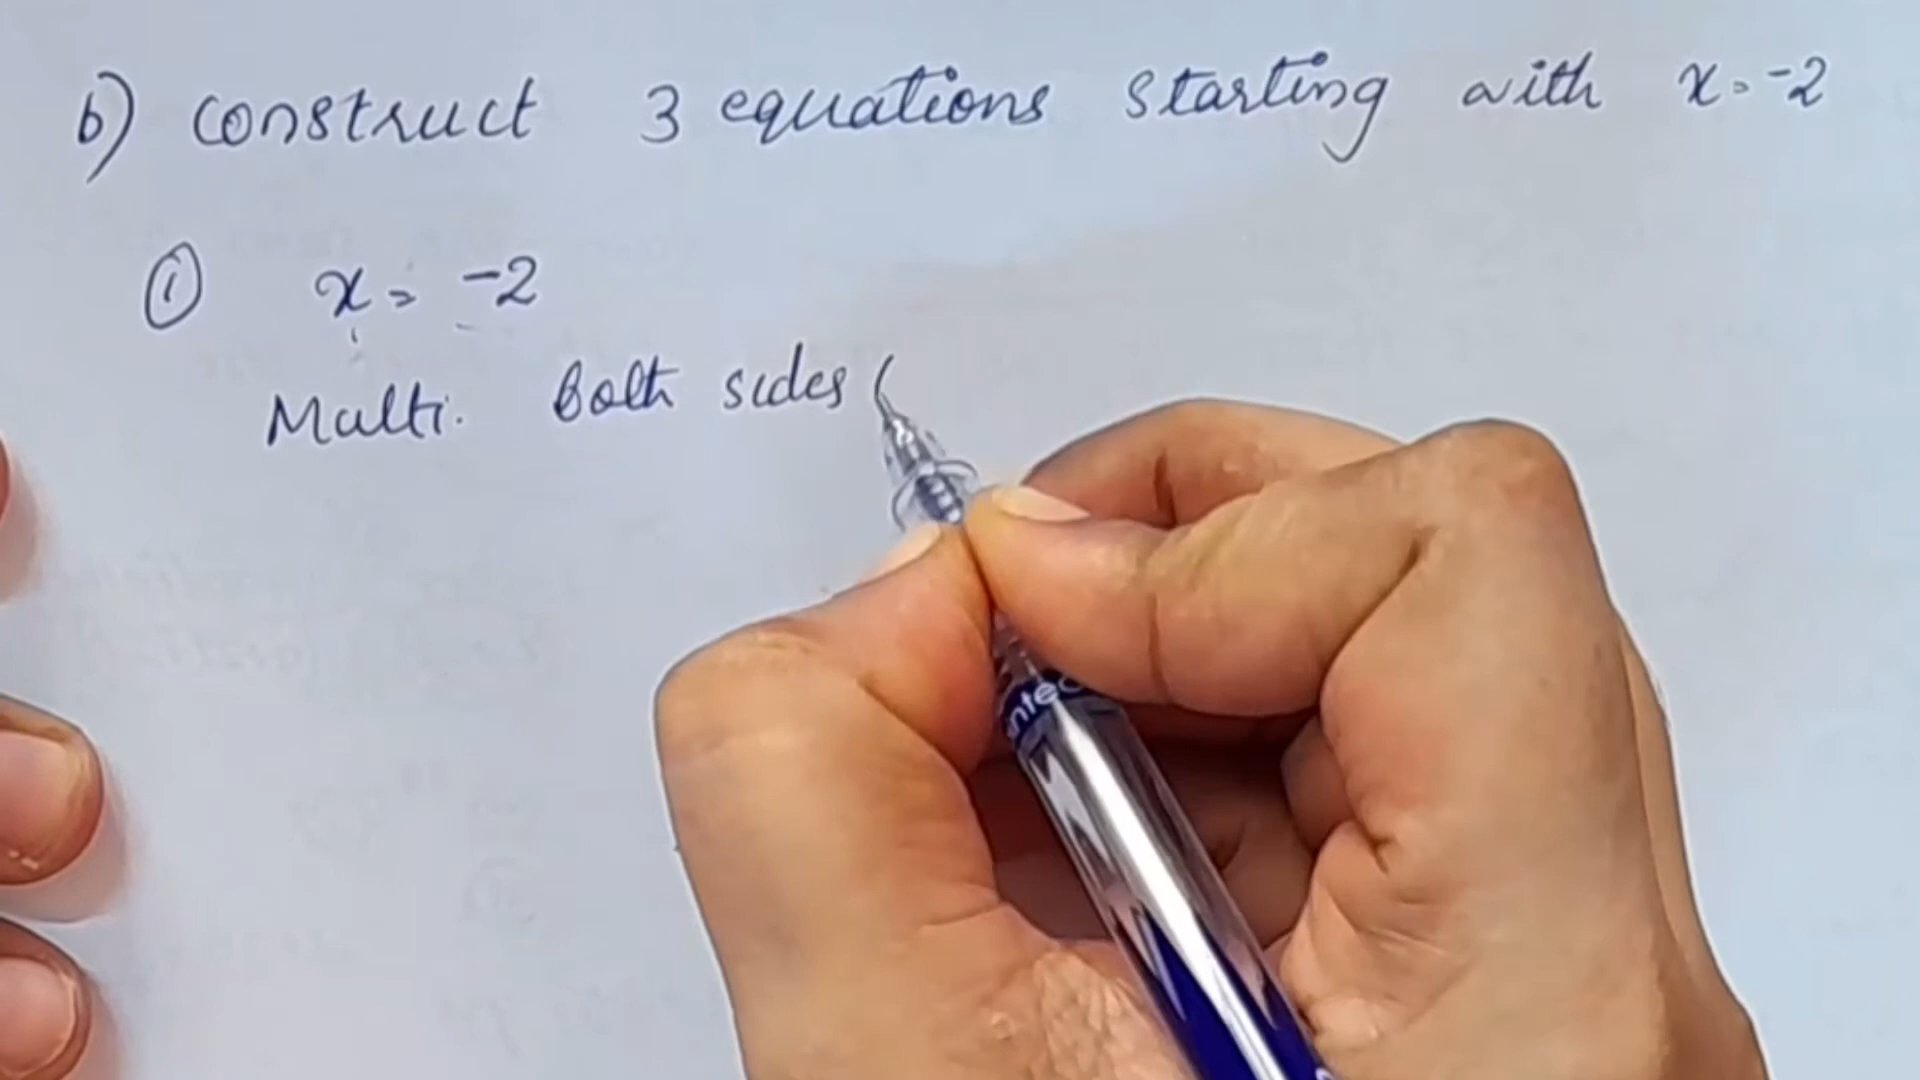 b) construct 3 equations starting with x = -2
① x = -2
Multi. Both sides (